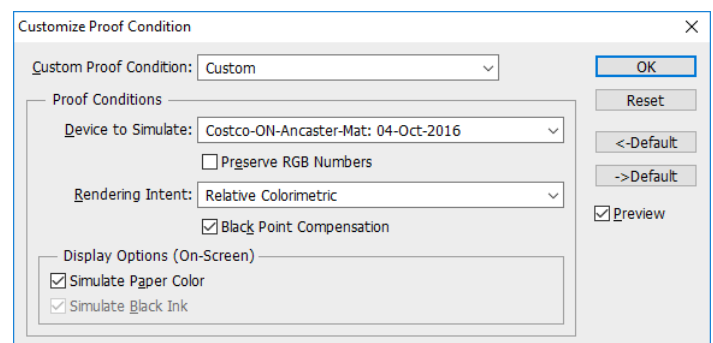 Customize Proof Condition
Custom Proof Condition: Custom
OK
Proof Conditions
Reset
Device to Simulate: Costco-ON-Ancaster-Mat: 04-Oct-2016
<-Default
Preserve RGB Numbers
->Default
Rendering Intent: Relative Colorimetric
Preview
Black Point Compensation
Display Options (On-Screen)
Simulate Paper Color
Simulate Black Ink